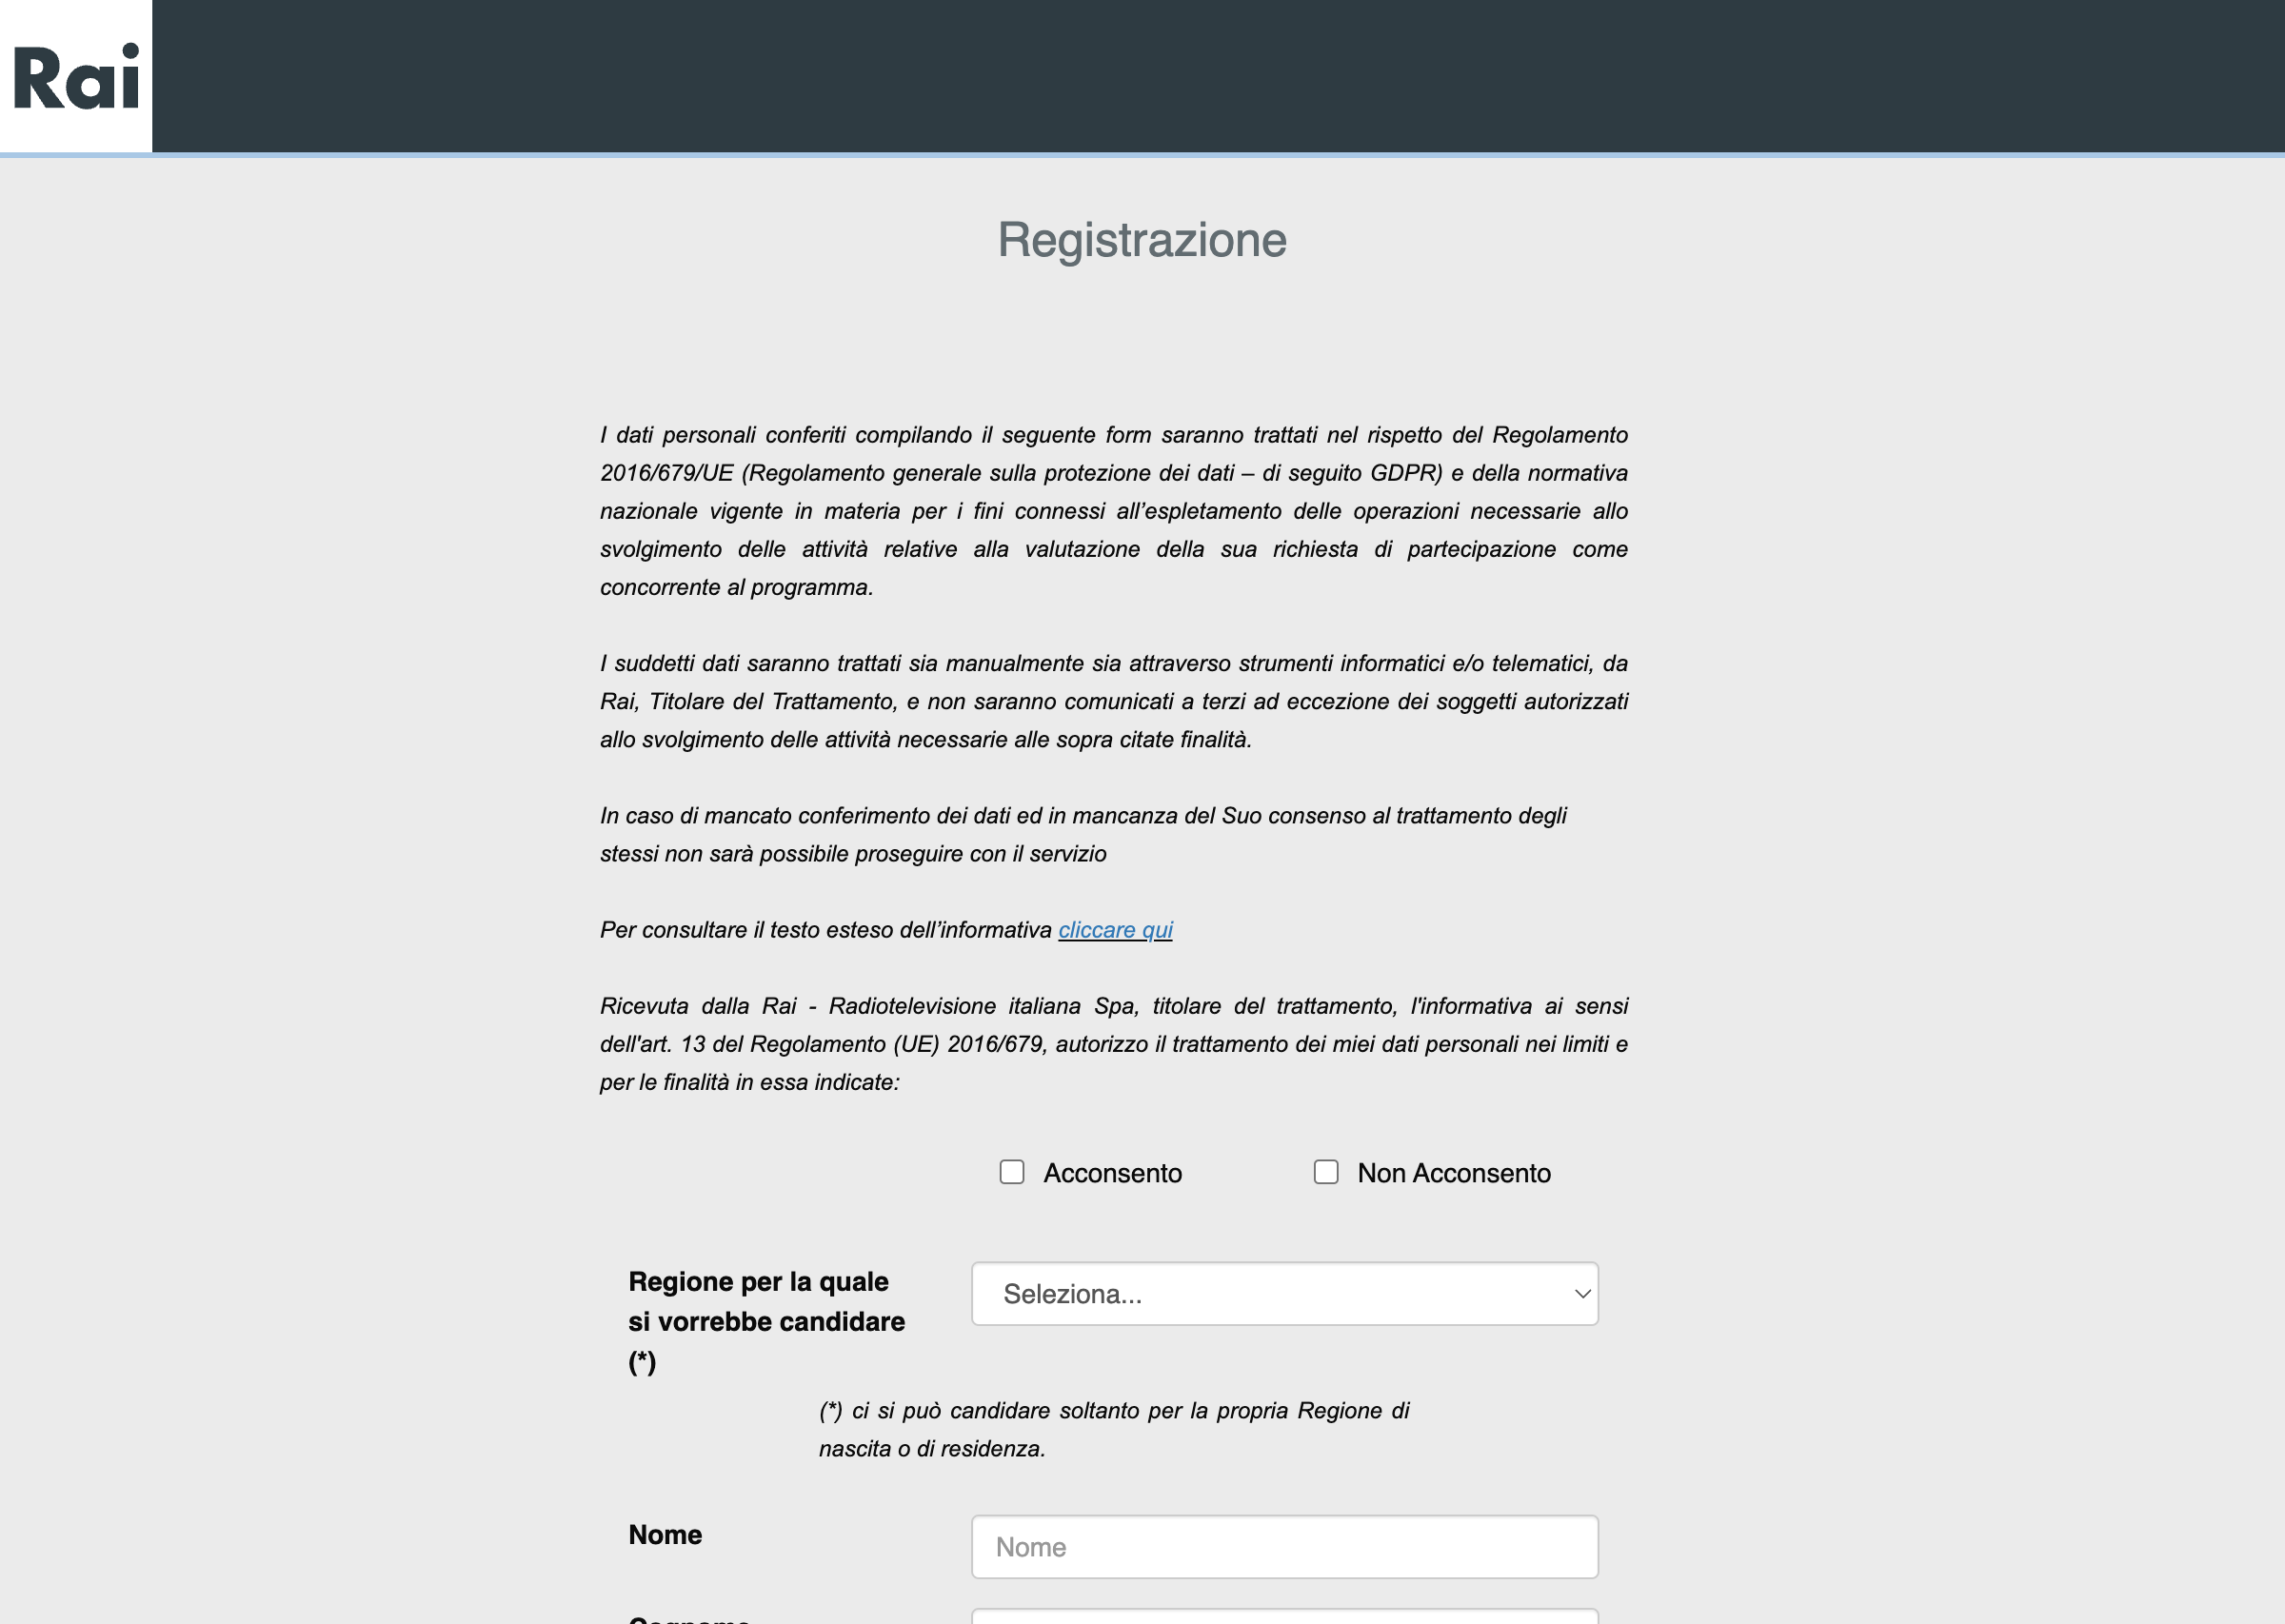 Rai
Registrazione
I dati personali conferiti compilando il seguente form saranno trattati nel rispetto del Regolamento
2016/679/UE (Regolamento generale sulla protezione dei dati – di seguito GDPR) e della normativa
nazionale vigente in materia per i fini connessi all’espletamento delle operazioni necessarie allo
svolgimento delle attività relative alla valutazione della sua richiesta di partecipazione come
concorrente al programma.
I suddetti dati saranno trattati sia manualmente sia attraverso strumenti informatici e/o telematici, da
Rai, Titolare del Trattamento, e non saranno comunicati a terzi ad eccezione dei soggetti autorizzati
allo svolgimento delle attività necessarie alle sopra citate finalità.
In caso di mancato conferimento dei dati ed in mancanza del Suo consenso al trattamento degli
stessi non sarà possibile proseguire con il servizio
Per consultare il testo esteso dell’informativa cliccare qui
Ricevuta dalla Rai - Radiotelevisione italiana Spa, titolare del trattamento, l'informativa ai sensi
dell'art. 13 del Regolamento (UE) 2016/679, autorizzo il trattamento dei miei dati personali nei limiti e
per le finalità in essa indicate:
Acconsento Non Acconsento
Regione per la quale
si vorrebbe candidare
(*)
Seleziona...
(*) ci si può candidare soltanto per la propria Regione di
nascita o di residenza.
Nome
Nome